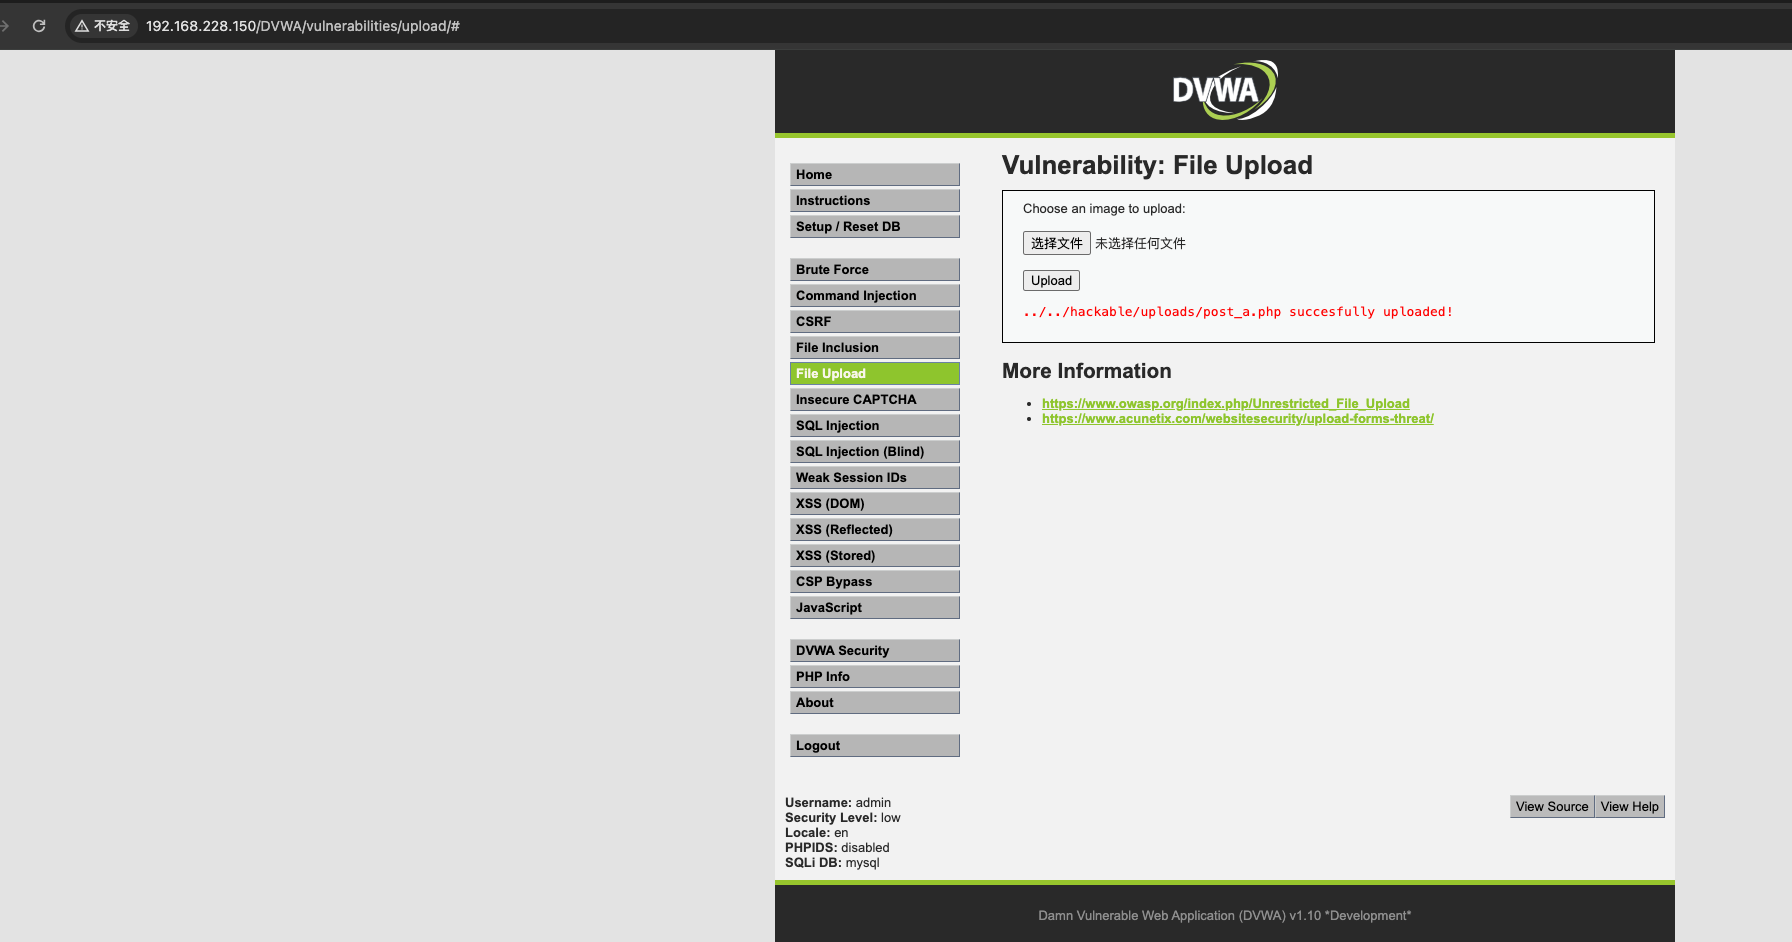 不安全 192.168.228.150/DVWA/vulnerabilities/upload/#
DVWA
Home
Instructions
Setup / Reset DB
Brute Force
Command Injection
CSRF
File Inclusion
File Upload
Insecure CAPTCHA
SQL Injection
SQL Injection (Blind)
Weak Session IDs
XSS (DOM)
XSS (Reflected)
XSS (Stored)
CSP Bypass
JavaScript
DVWA Security
PHP Info
About
Logout
Vulnerability: File Upload
Choose an image to upload:
选择文件 未选择任何文件
Upload
../../hackable/uploads/post_a.php succesfully uploaded!
More Information
https://www.owasp.org/index.php/Unrestricted_File_Upload
https://www.acunetix.com/websitesecurity/upload-forms-threat/
Username: admin
Security Level: low
Locale: en
PHPIDS: disabled
SQLi DB: mysql
View Source View Help
Damn Vulnerable Web Application (DVWA) v1.10 *Development*